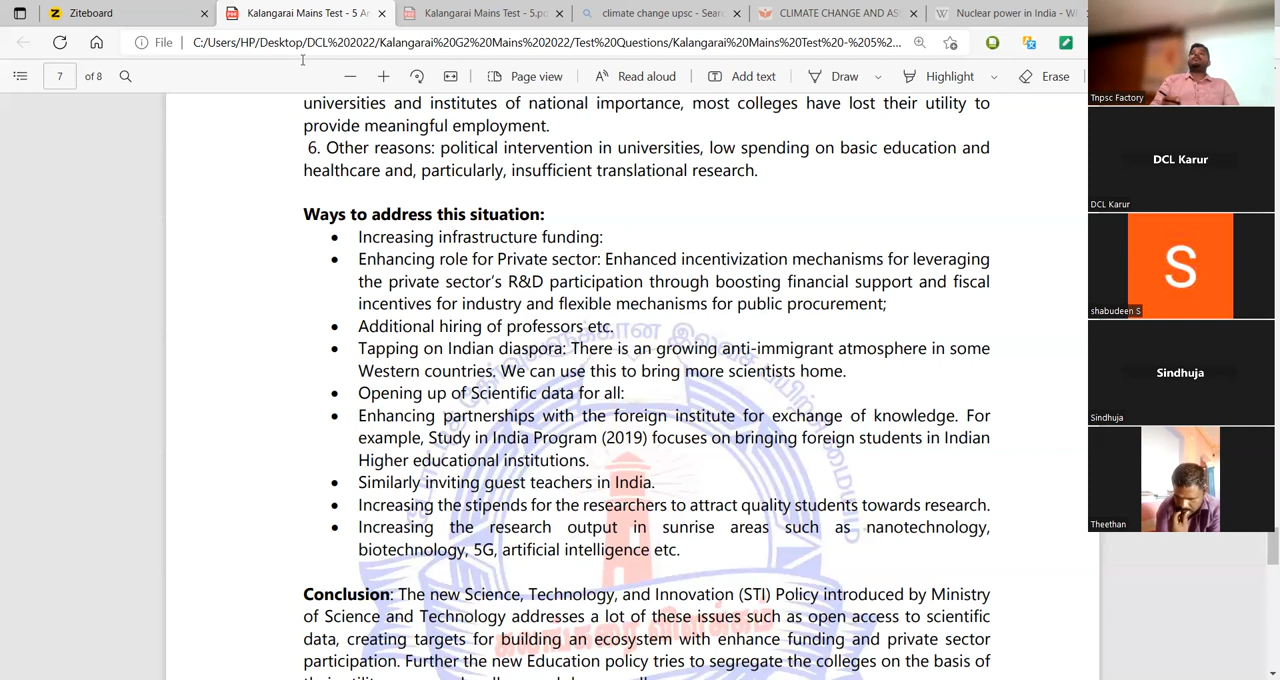 Ziteboard
Kalangarai Mains Test - 5 An
Kalangarai Mains Test - 5.pd
climate change upsc - Sear
CLIMATE CHANGE AND ASS
Nuclear power in India - Wi
File
C:/Users/HP/Desktop/DCL%202022/Kalangarai%20G2%20Mains%2022/Test%20Questions/Kalangarai%20Mains%20Test%20-%205%2...
7 of 8
Page view
Read aloud
Add text
Draw
Highlight
Erase
universities and institutes of national importance, most colleges have lost their utility to
provide meaningful employment.
6. Other reasons: political intervention in universities, low spending on basic education and
healthcare and, particularly, insufficient translational research.
Ways to address this situation:
• Increasing infrastructure funding:
• Enhancing role for Private sector: Enhanced incentivization mechanisms for leveraging
the private sector's R&D participation through boosting financial support and fiscal
incentives for industry and flexible mechanisms for public procurement;
• Additional hiring of professors etc.
• Tapping on Indian diaspora: There is an growing anti-immigrant atmosphere in some
Western countries. We can use this to bring more scientists home.
• Opening up of Scientific data for all:
• Enhancing partnerships with the foreign institute for exchange of knowledge. For
example, Study in India Program (2019) focuses on bringing foreign students in Indian
Higher educational institutions.
• Similarly inviting guest teachers in India.
• Increasing the stipends for the researchers to attract quality students towards research.
• Increasing the research output in sunrise areas such as nanotechnology,
biotechnology, 5G, artificial intelligence etc.
Conclusion: The new Science, Technology, and Innovation (STI) Policy introduced by Ministry
of Science and Technology addresses a lot of these issues such as open access to scientific
data, creating targets for building an ecosystem with enhance funding and private sector
participation. Further the new Education policy tries to segregate the colleges on the basis of
கலங்கரை விளக்கம்
Tnpsc Factory
DCL Karur
DCL Karur
S
shabudeen S
Sindhuja
Sindhuja
Theethan